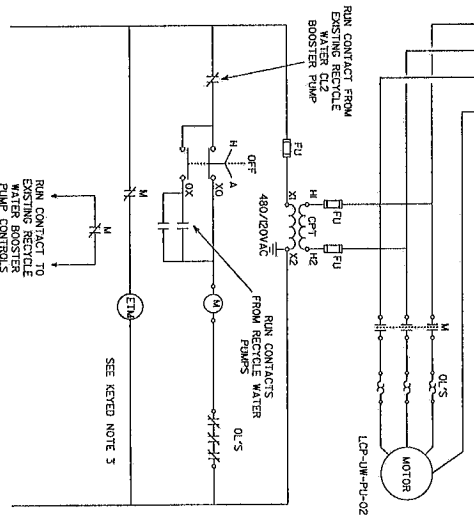 RUN CONTACT FROM
EXISTING RECYCLE
WATER CL2
BOOSTER PUMP
FU
480/120VAC
X1
X2
CPT
H1
H2
FU
FU
M
OL'S
MOTOR
LCP-UW-PU-02
H
OFF
A
OX
XO
RUN CONTACTS
FROM RECYCLE WATER
PUMPS
M
OL'S
M
ETM
SEE KEYED NOTE 3
M
RUN CONTACT TO
EXISTING RECYCLE
WATER BOOSTER
PUMP CONTROLS